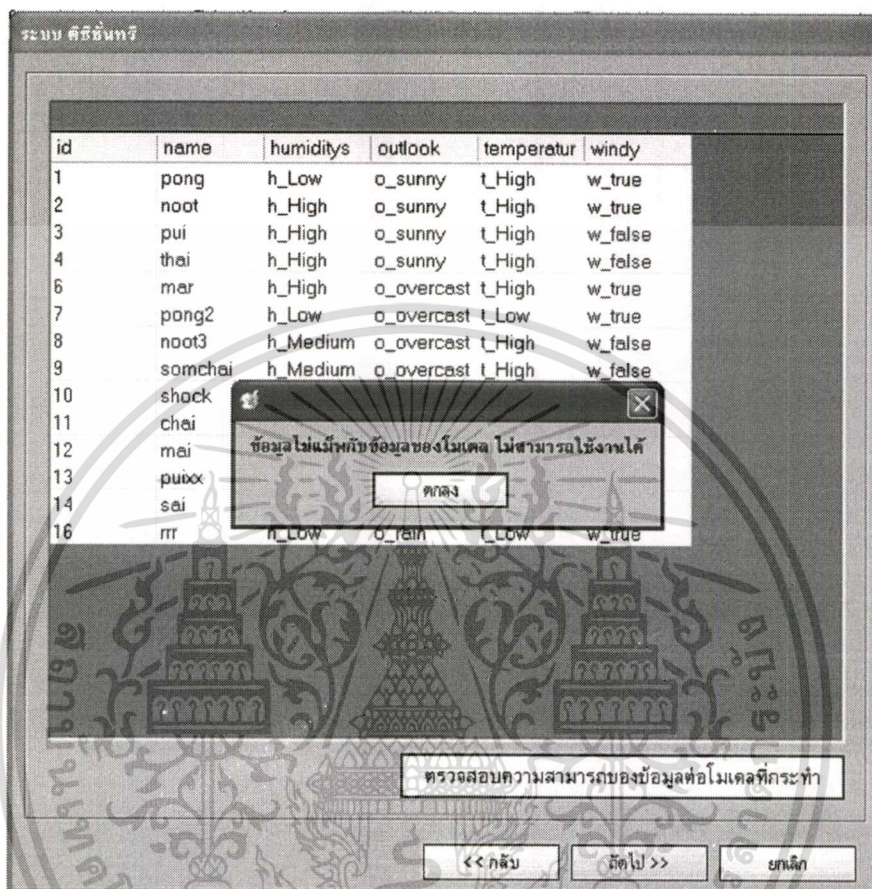 ระบบ ดิซิชั่นทรี
id name humiditys outlook temperatur windy
1 pong h_Low o_sunny t_High w_true
2 noot h_High o_sunny t_High w_true
3 pui h_High o_sunny t_High w_false
4 thai h_High o_sunny t_High w_false
6 mar h_High o_overcast t_High w_true
7 pong2 h_Low o_overcast t_Low w_true
8 noot3 h_Medium o_overcast t_High w_false
9 somchai h_Medium o_overcast t_High w_false
10 shock
11 chai
12 mai
13 puixx
14 sai
16 rrr h_Low o_rain t_Low w_true
ข้อมูลไม่แม็พกับข้อมูลของโมเดล ไม่สามารถใช้งานได้
ตกลง
ตรวจสอบความสามารถของข้อมูลต่อโมเดลที่กระทำ
<< กลับ ถัดไป >> ยกเลิก